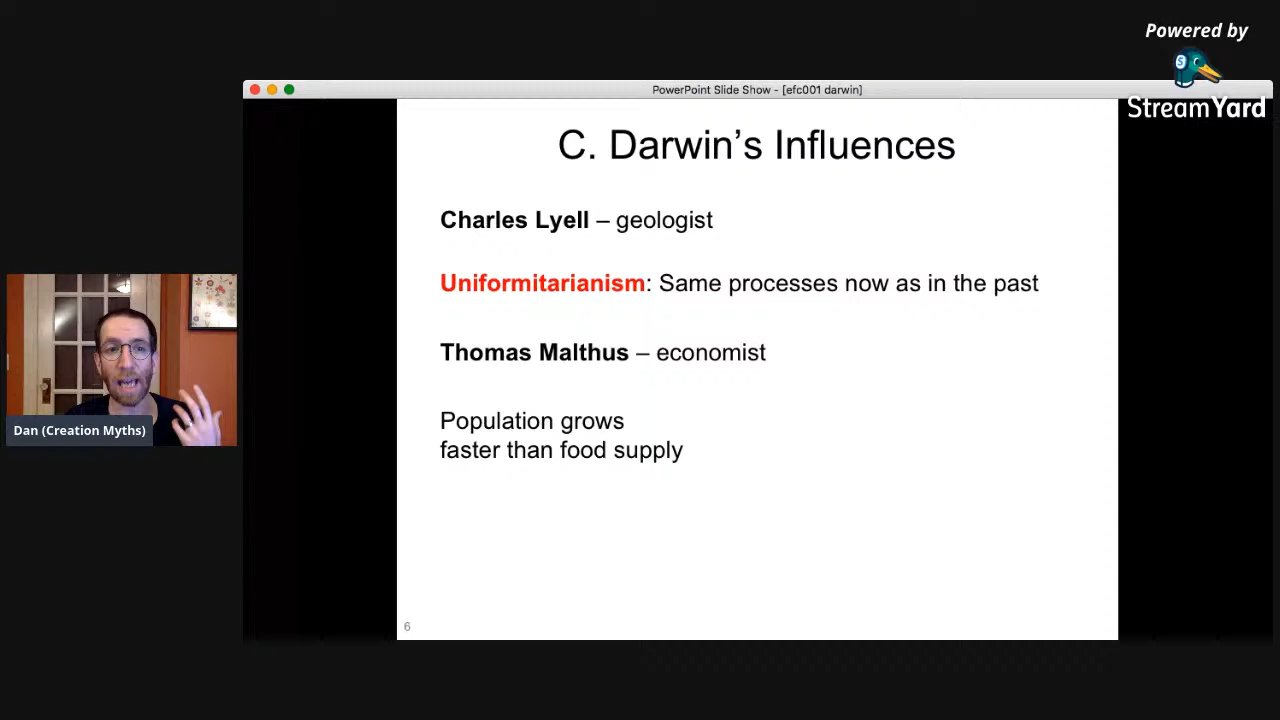 Powered by
StreamYard
PowerPoint Slide Show - [efc001 darwin]
C. Darwin’s Influences
Charles Lyell – geologist
Uniformitarianism: Same processes now as in the past
Thomas Malthus – economist
Population grows
faster than food supply
6
Dan (Creation Myths)